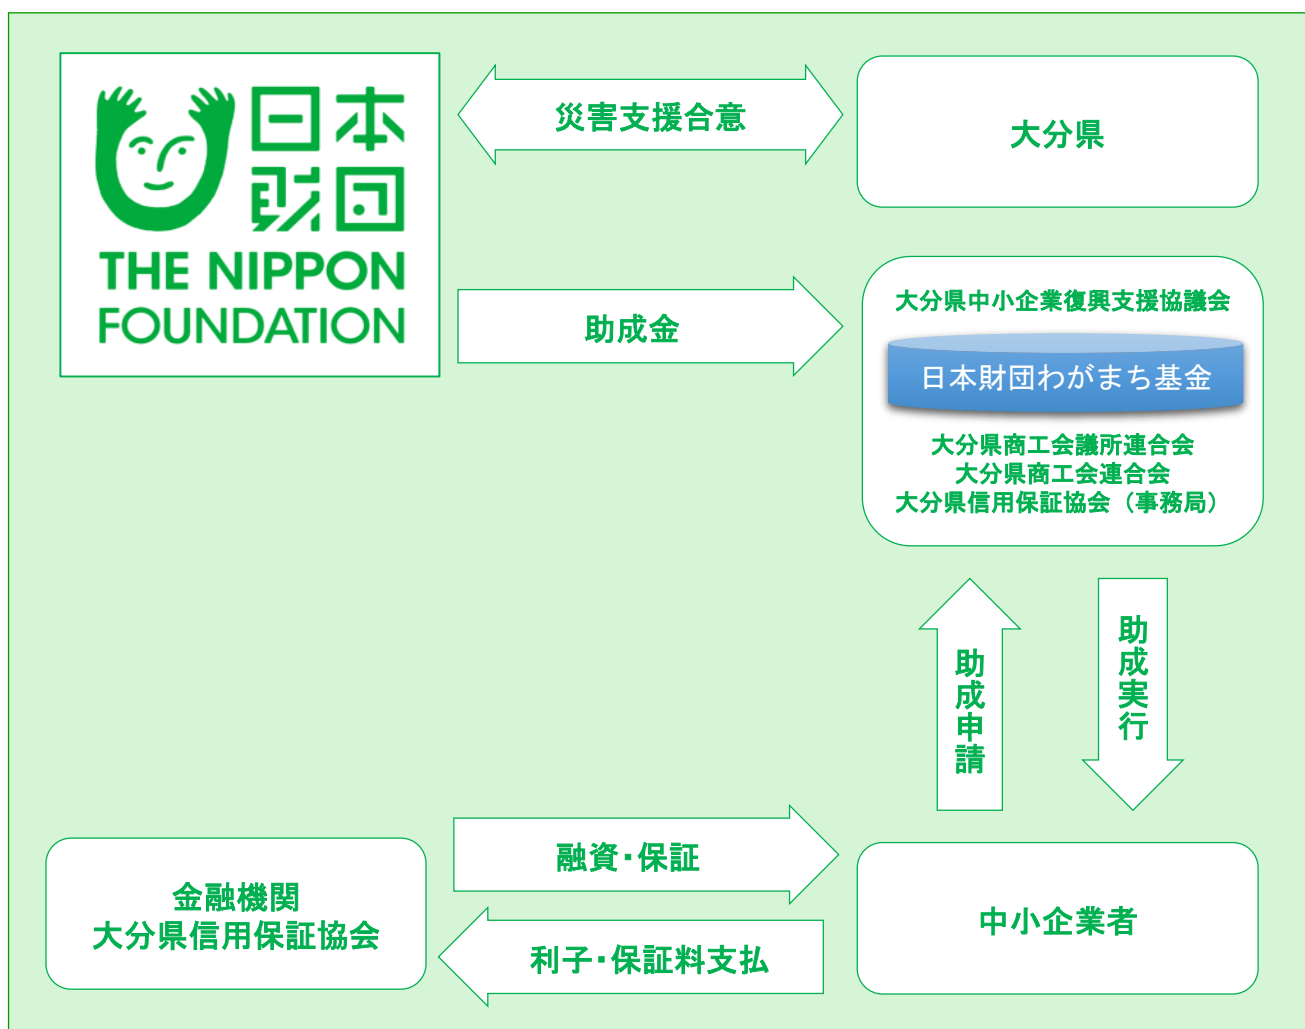 日本
財団
THE NIPPON
FOUNDATION
災害支援合意
大分県
助成金
大分県中小企業復興支援協議会
日本財団わがまち基金
大分県商工会議所連合会
大分県商工会連合会
大分県信用保証協会（事務局）
助成申請
助成実行
融資・保証
金融機関
大分県信用保証協会
利子・保証料支払
中小企業者